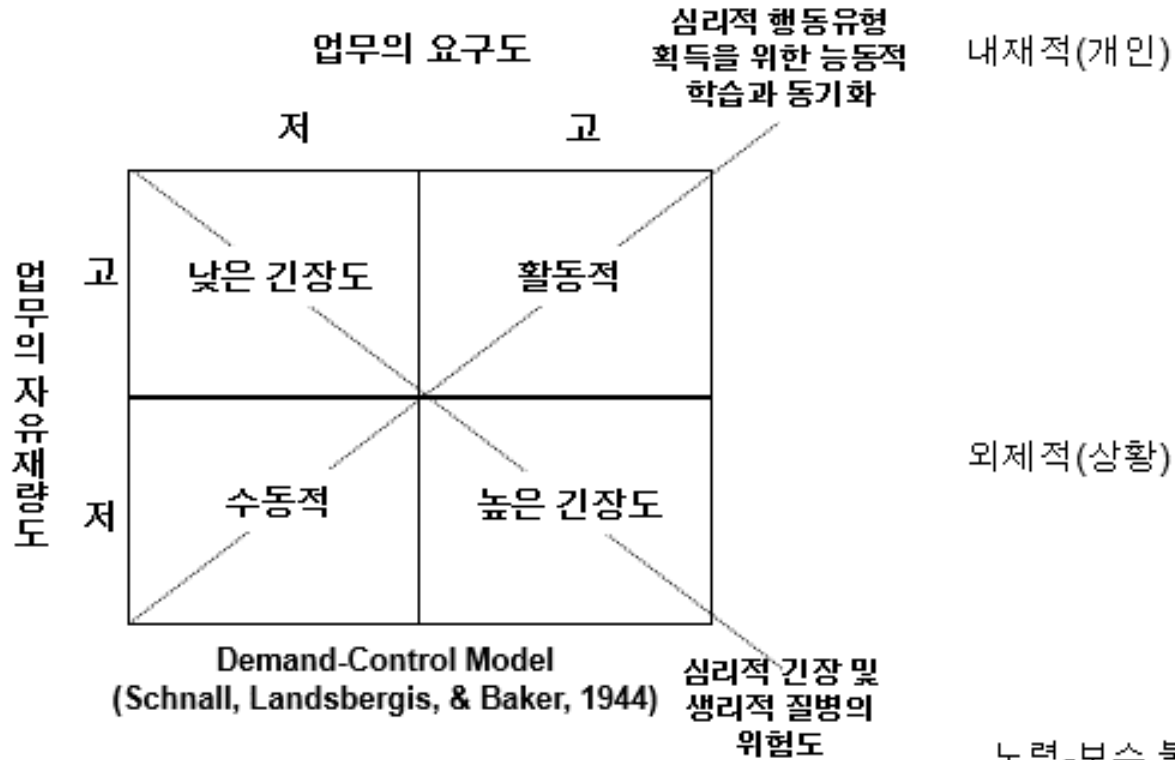 업무의 요구도
심리적 행동유형
획득을 위한 능동적
학습과 동기화
내재적(개인)
저
고
업무의 자유재량도
고
낮은 긴장도
활동적
외제적(상황)
저
수동적
높은 긴장도
Demand-Control Model
(Schnall, Landsbergis, & Baker, 1944)
심리적 긴장 및
생리적 질병의
위험도